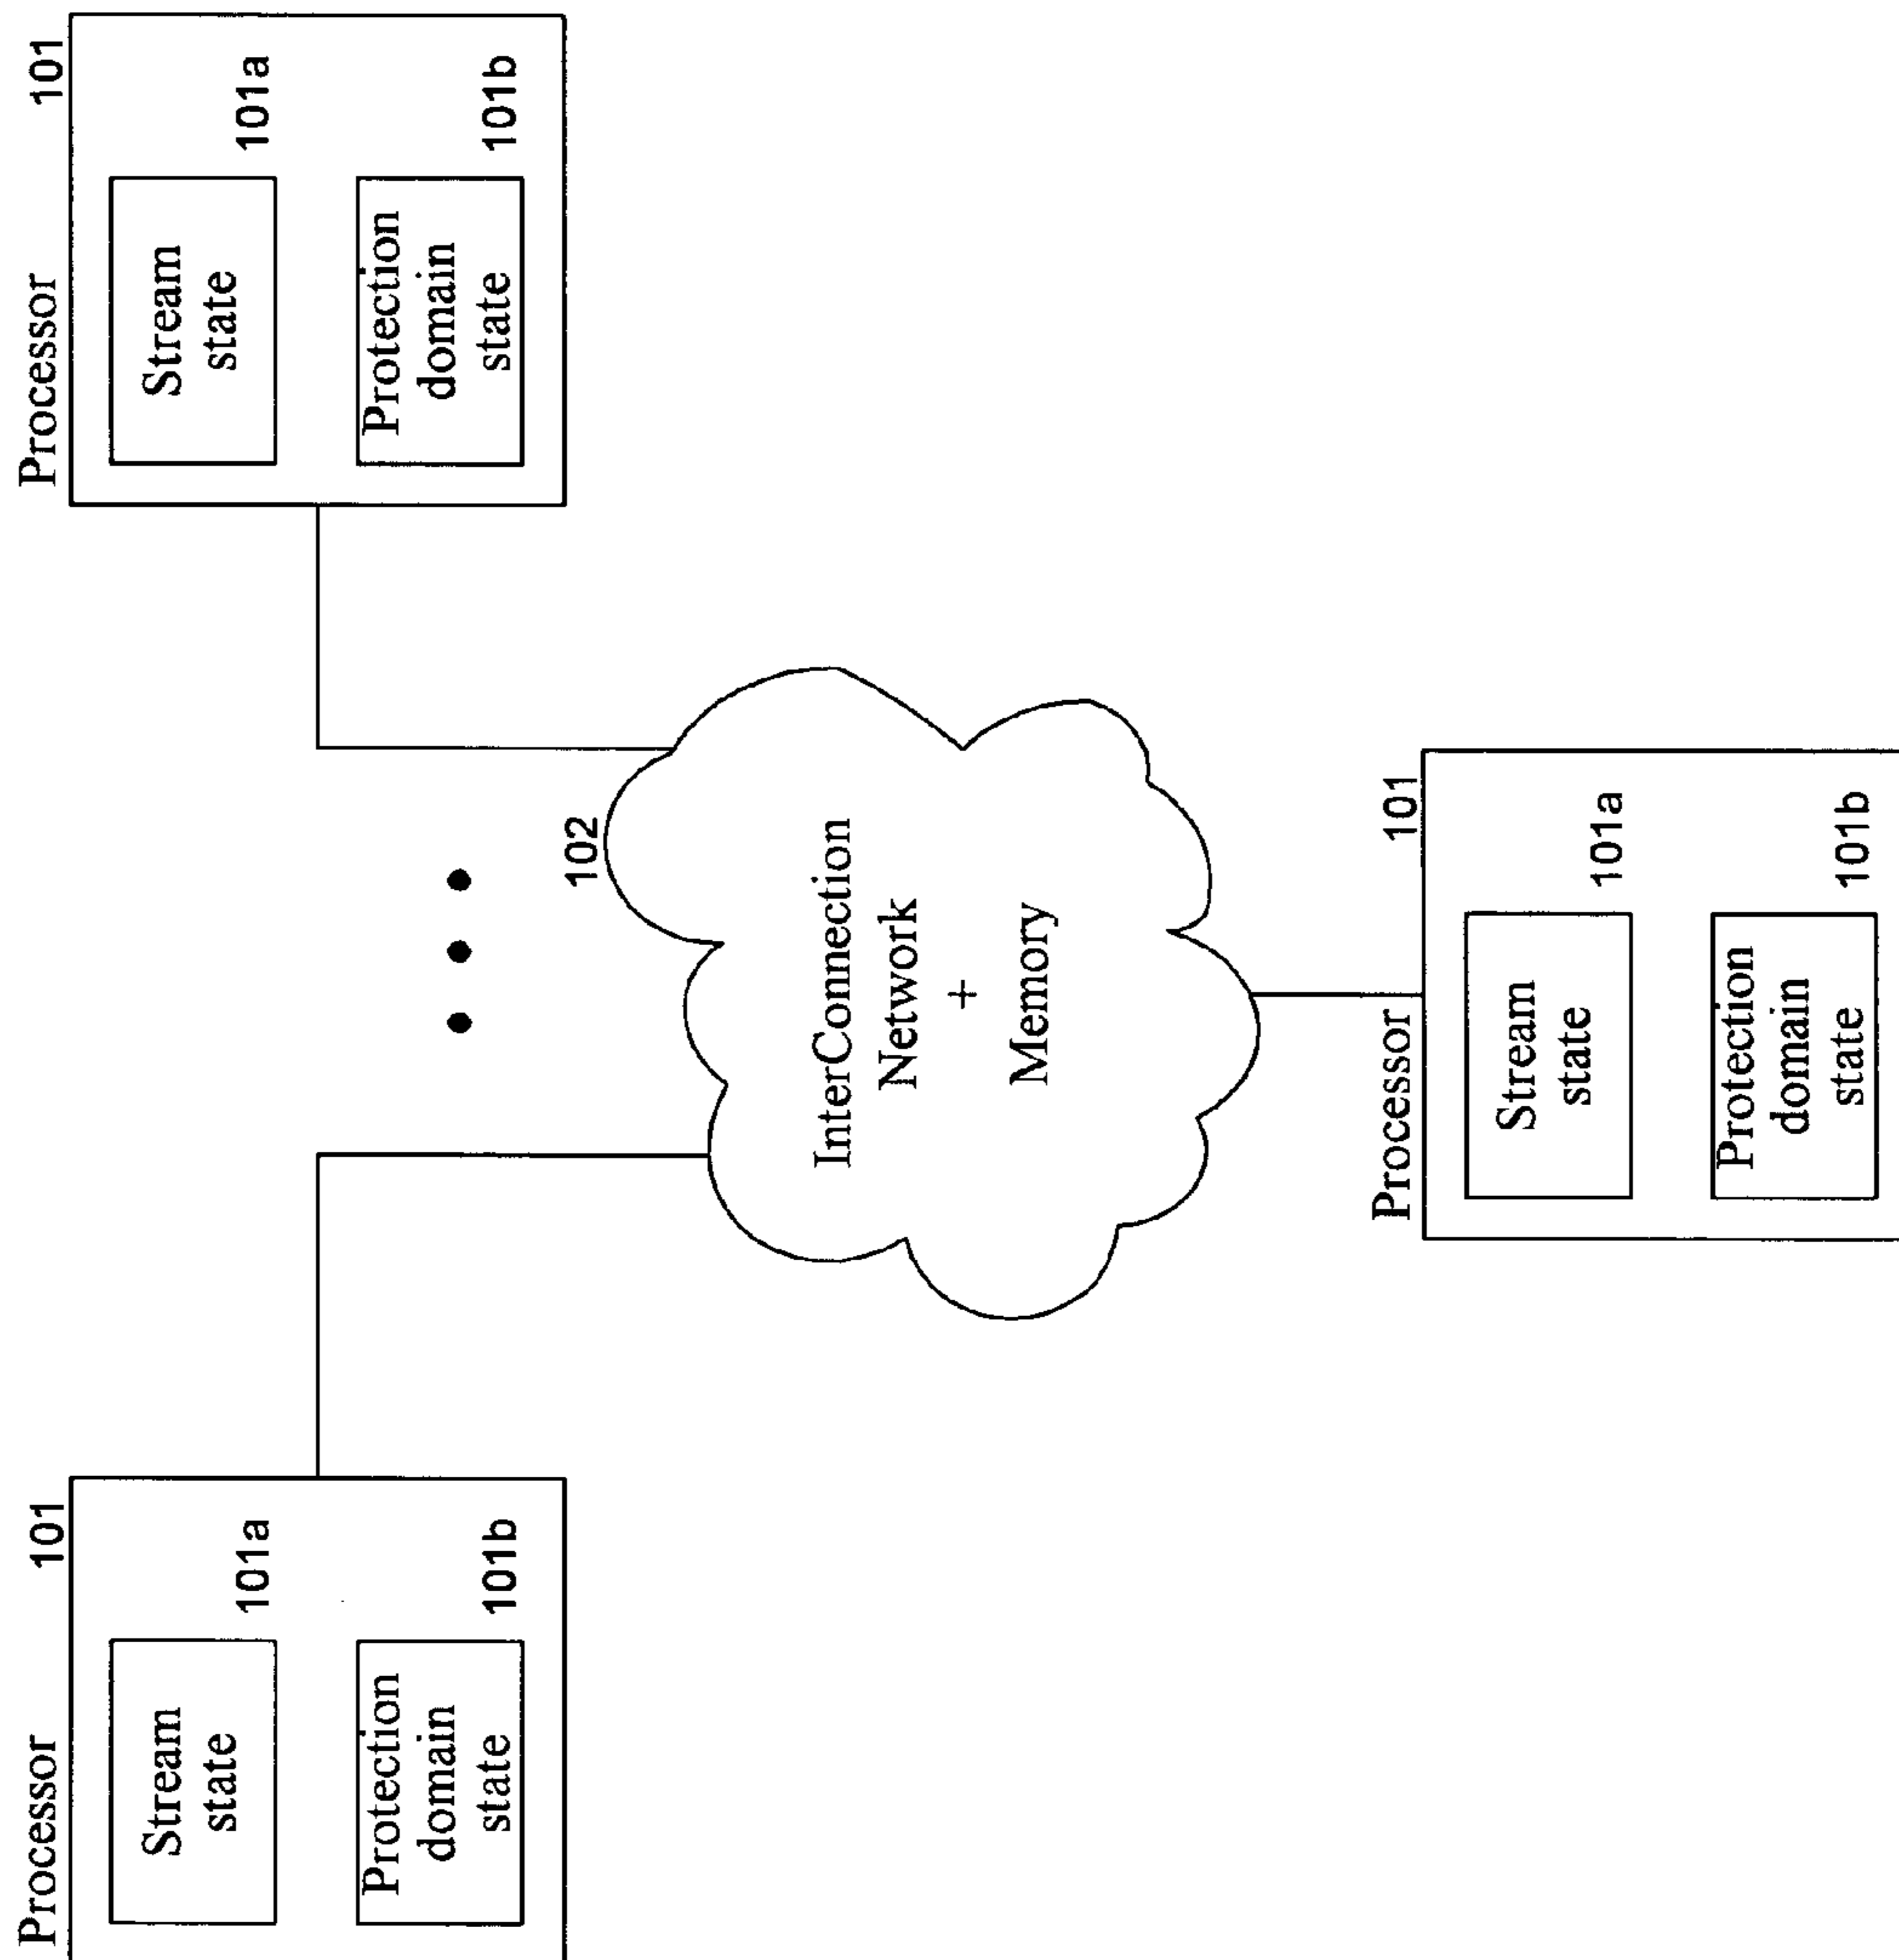 Processor 101
Stream
state
101a
Protection
domain
state
101b
Processor 101
Stream
state
101a
Protection
domain
state
101b
102
InterConnection
Network
+
Memory
Processor 101
Stream
state
101a
Protection
domain
state
101b